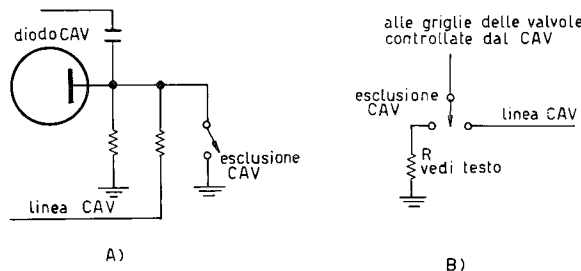 diodo CAV
esclusione
CAV
linea CAV
A)
alle griglie delle valvole
controllate dal CAV
esclusione
CAV
linea CAV
R
vedi testo
B)